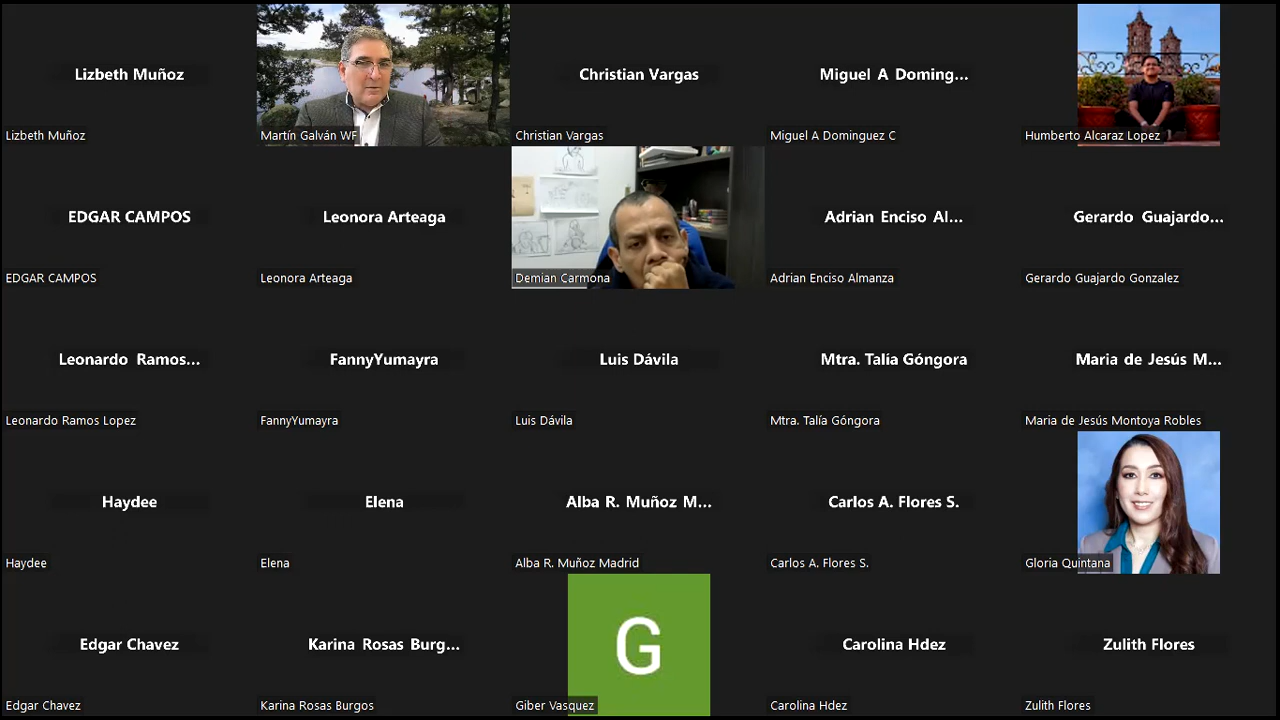 Lizbeth Muñoz
Lizbeth Muñoz
Martín Galván WF
Christian Vargas
Christian Vargas
Miguel A Doming...
Miguel A Dominguez C
Humberto Alcaraz Lopez
EDGAR CAMPOS
EDGAR CAMPOS
Leonora Arteaga
Leonora Arteaga
Demian Carmona
Adrian Enciso Al...
Adrian Enciso Almanza
Gerardo Guajardo...
Gerardo Guajardo Gonzalez
Leonardo Ramos...
Leonardo Ramos Lopez
FannyYumayra
FannyYumayra
Luis Dávila
Luis Dávila
Mtra. Talía Góngora
Mtra. Talía Góngora
Maria de Jesús M...
Maria de Jesús Montoya Robles
Haydee
Haydee
Elena
Elena
Alba R. Muñoz M...
Alba R. Muñoz Madrid
Carlos A. Flores S.
Carlos A. Flores S.
Gloria Quintana
Edgar Chavez
Edgar Chavez
Karina Rosas Burg...
Karina Rosas Burgos
G
Giber Vasquez
Carolina Hdez
Carolina Hdez
Zulith Flores
Zulith Flores